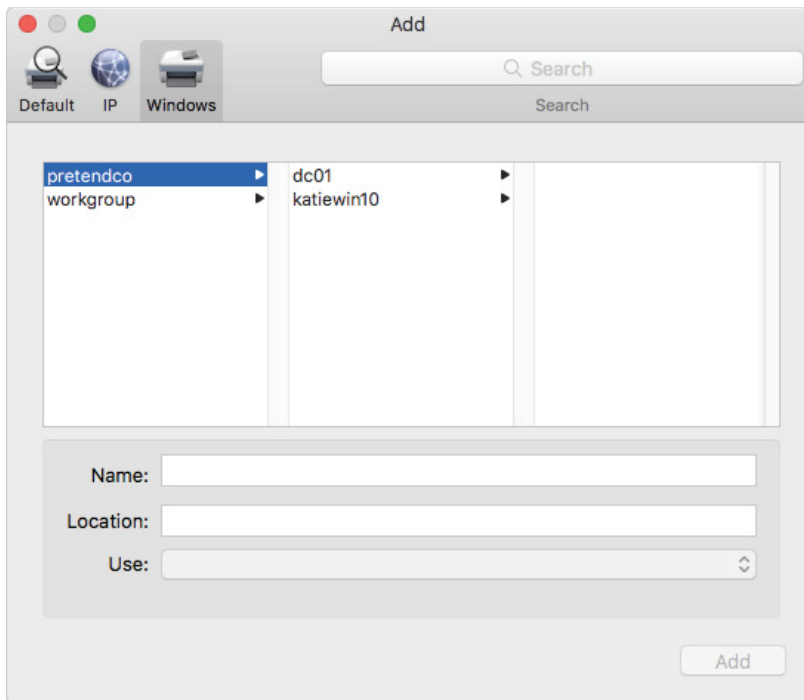 Add
Search
Default IP Windows
Search
pretendco dc01
workgroup katiewin10
Name:
Location:
Use:
Add